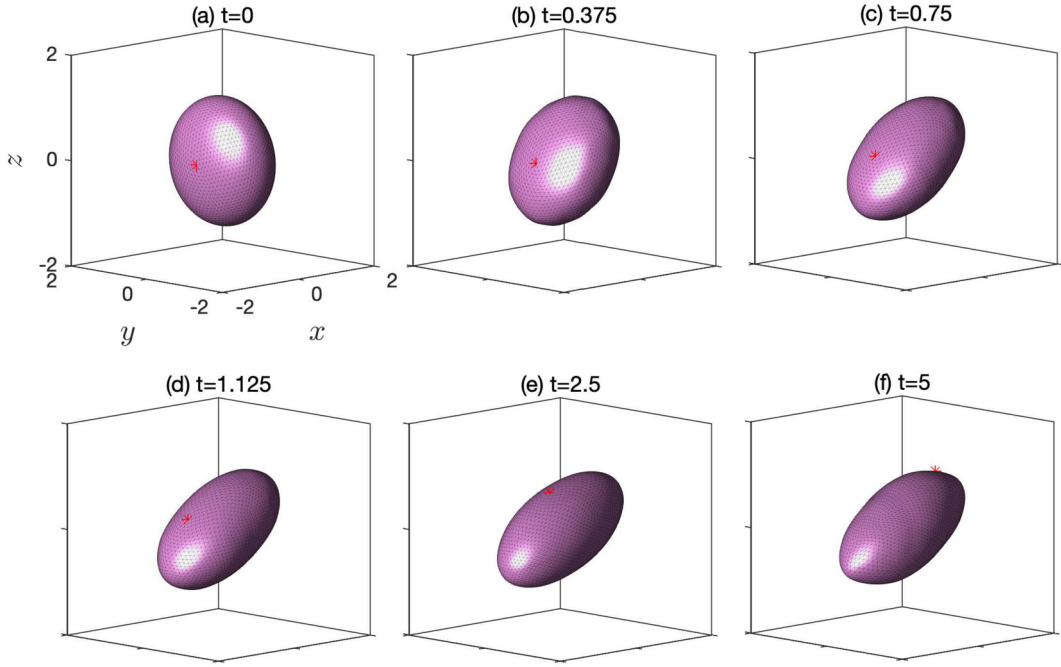 (a) t=0
(b) t=0.375
(c) t=0.75
2
z
0
-2
2
0
-2
-2
0
2
y
x
(d) t=1.125
(e) t=2.5
(f) t=5